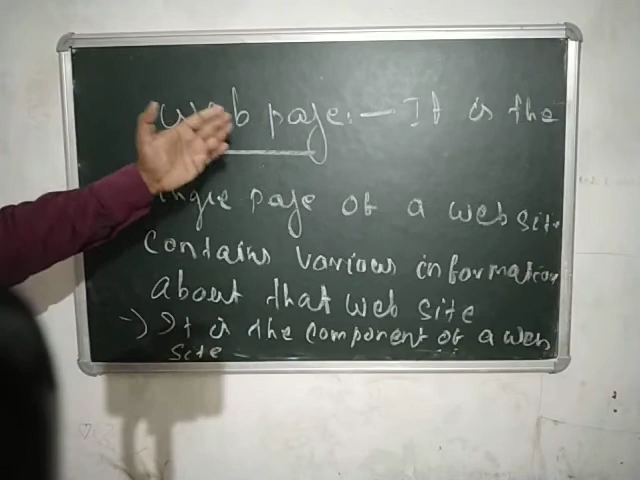 Web page:— It is the
ingle page of a web site
contains various information
about that web site
→) It is the component of a web
site